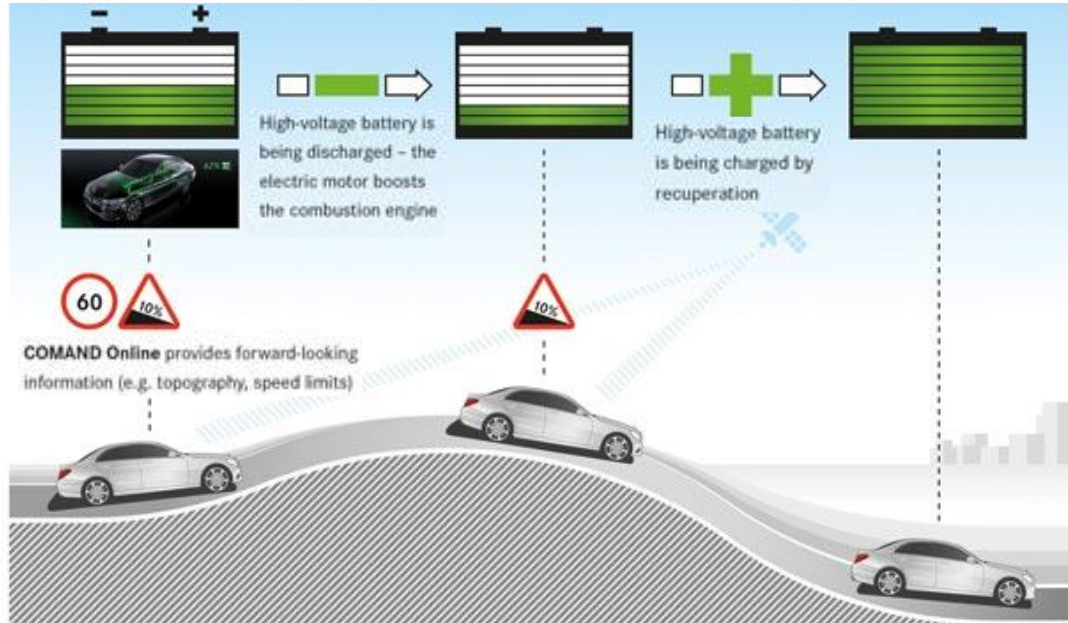 − +
High-voltage battery is
being discharged – the
electric motor boosts
the combustion engine
High-voltage battery
is being charged by
recuperation
60
10%
10%
COMAND Online provides forward-looking
information (e.g. topography, speed limits)